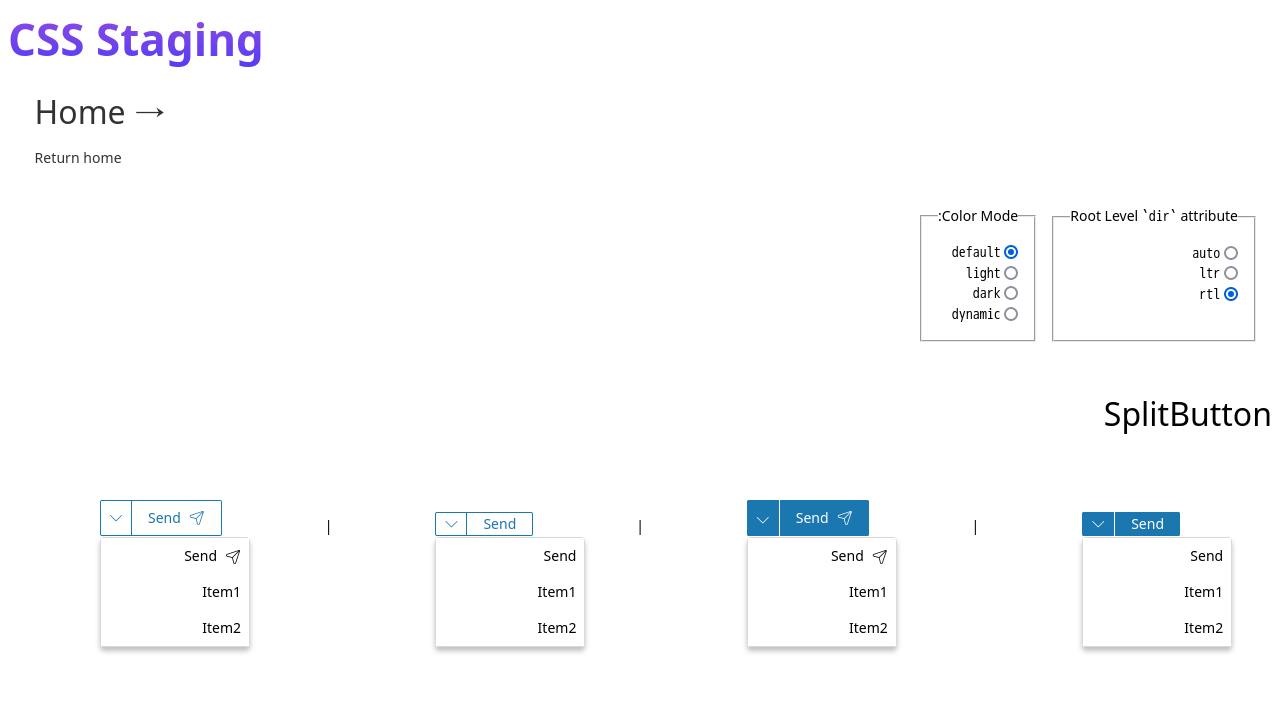 CSS Staging
Home →
Return home
Root Level `dir` attribute
auto
ltr
rtl
:Color Mode
default
light
dark
dynamic
SplitButton
Send
|
Send
|
Send
|
Send
Send
Item1
Item2
Send
Item1
Item2
Send
Item1
Item2
Send
Item1
Item2